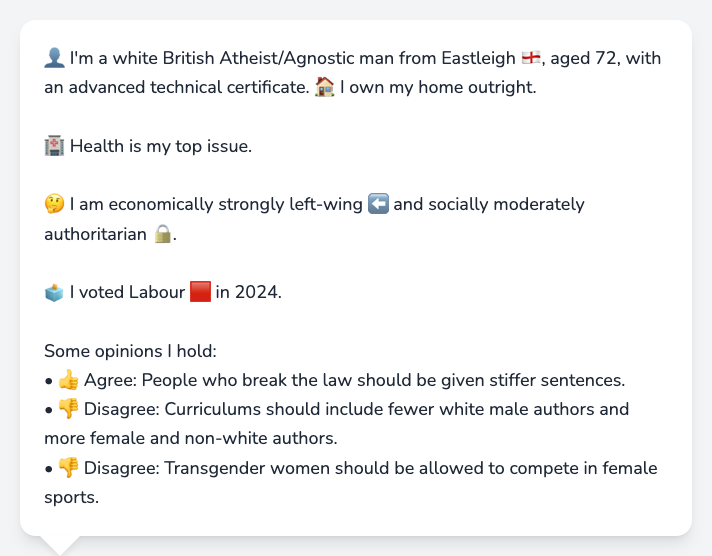 👤 I'm a white British Atheist/Agnostic man from Eastleigh 🏴󠁧󠁢󠁥󠁮󠁧󠁿, aged 72, with
an advanced technical certificate. 🏠 I own my home outright.
🏥 Health is my top issue.
🤔 I am economically strongly left-wing ⬅️ and socially moderately
authoritarian 🔒.
🗳️ I voted Labour 🟥 in 2024.
Some opinions I hold:
• 👍 Agree: People who break the law should be given stiffer sentences.
• 👎 Disagree: Curriculums should include fewer white male authors and
more female and non-white authors.
• 👎 Disagree: Transgender women should be allowed to compete in female
sports.